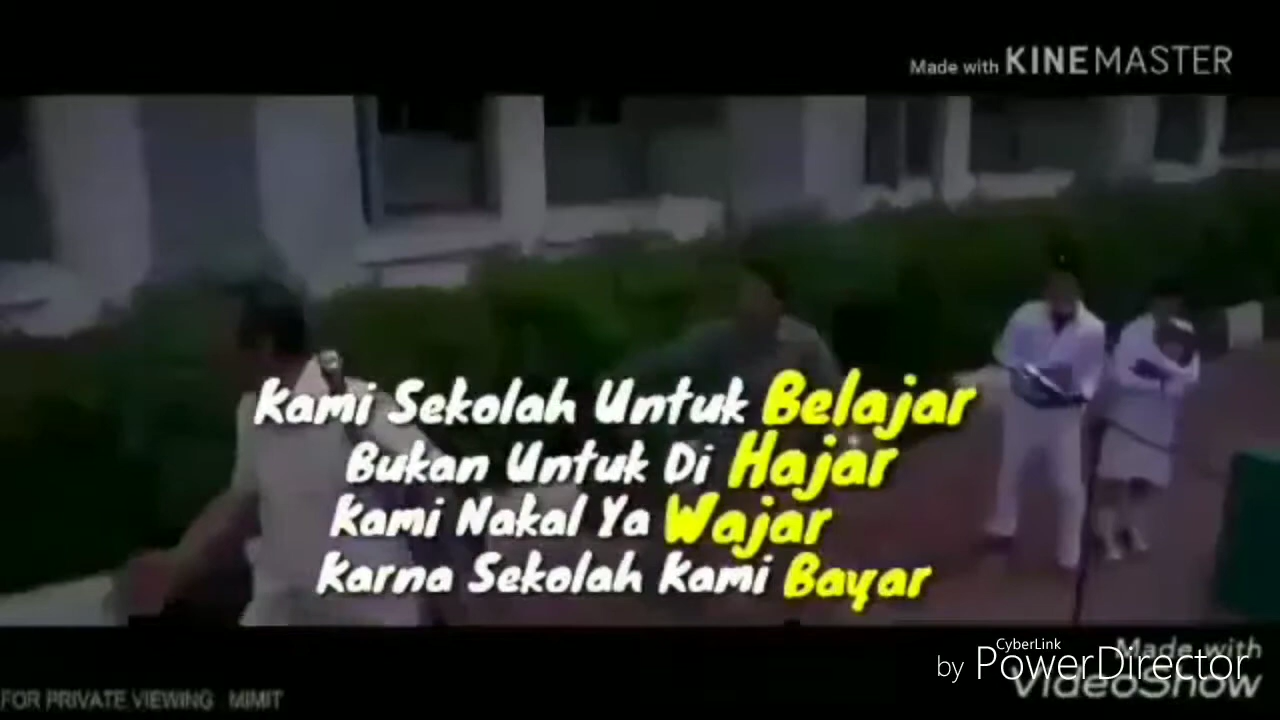 Made with KINEMASTER
Kami Sekolah Untuk Belajar
Bukan Untuk Di Hajar
Kami Nakal Ya Wajar
Karna Sekolah Kami Bayar
CyberLink
by PowerDirector
Made with
VideoShow
FOR PRIVATE VIEWING MIMIT